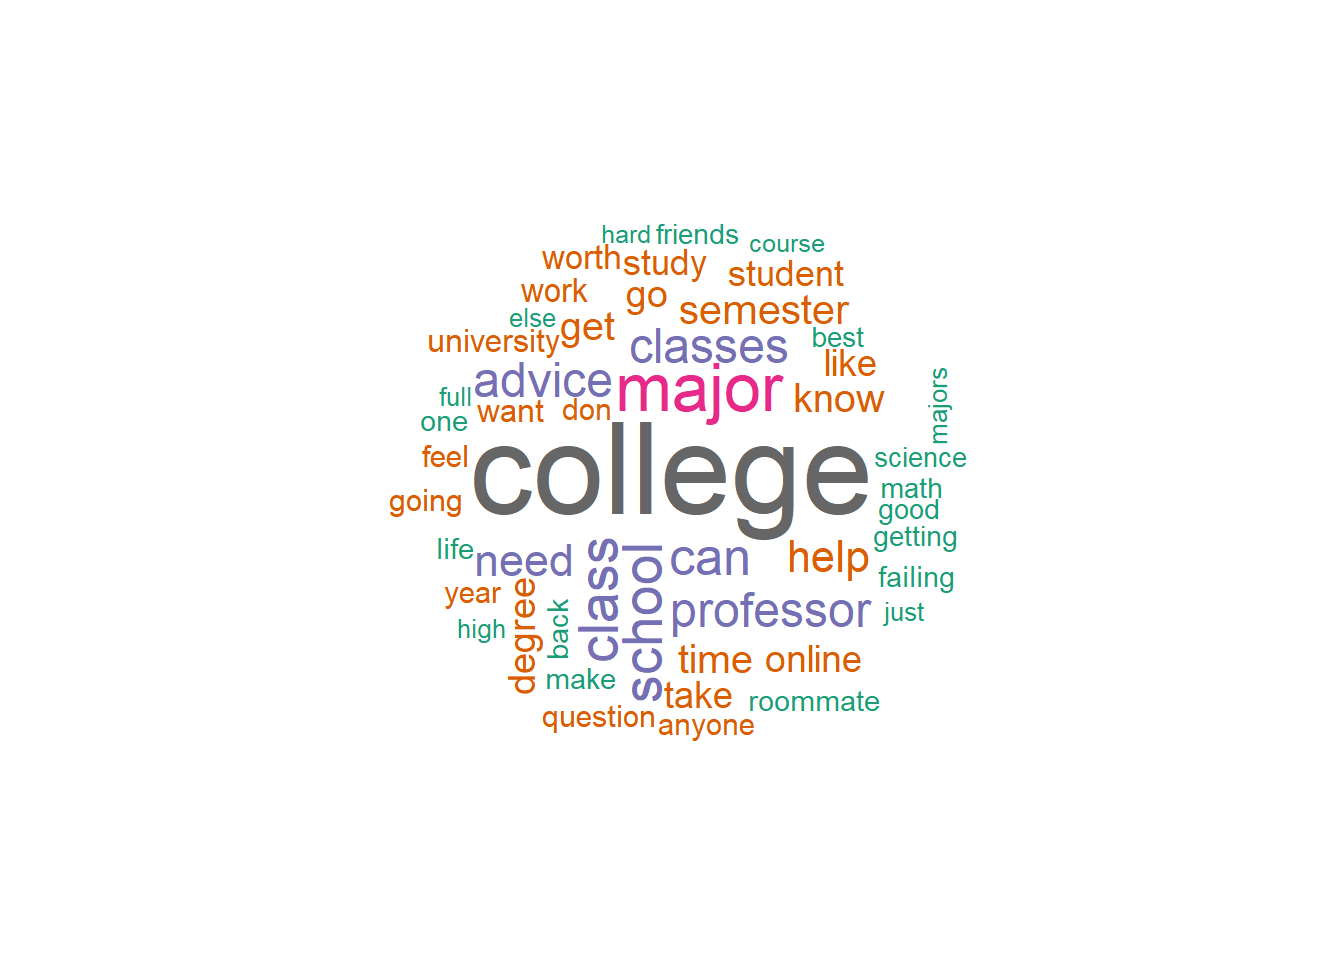 hard friends course
worth study student
work go semester
else get
university classes best
advice major like
full know majors
one want don
feel college science
going math
good
life need class school can help getting
failing
year degree back professor just
high
make time online
take roommate
question anyone